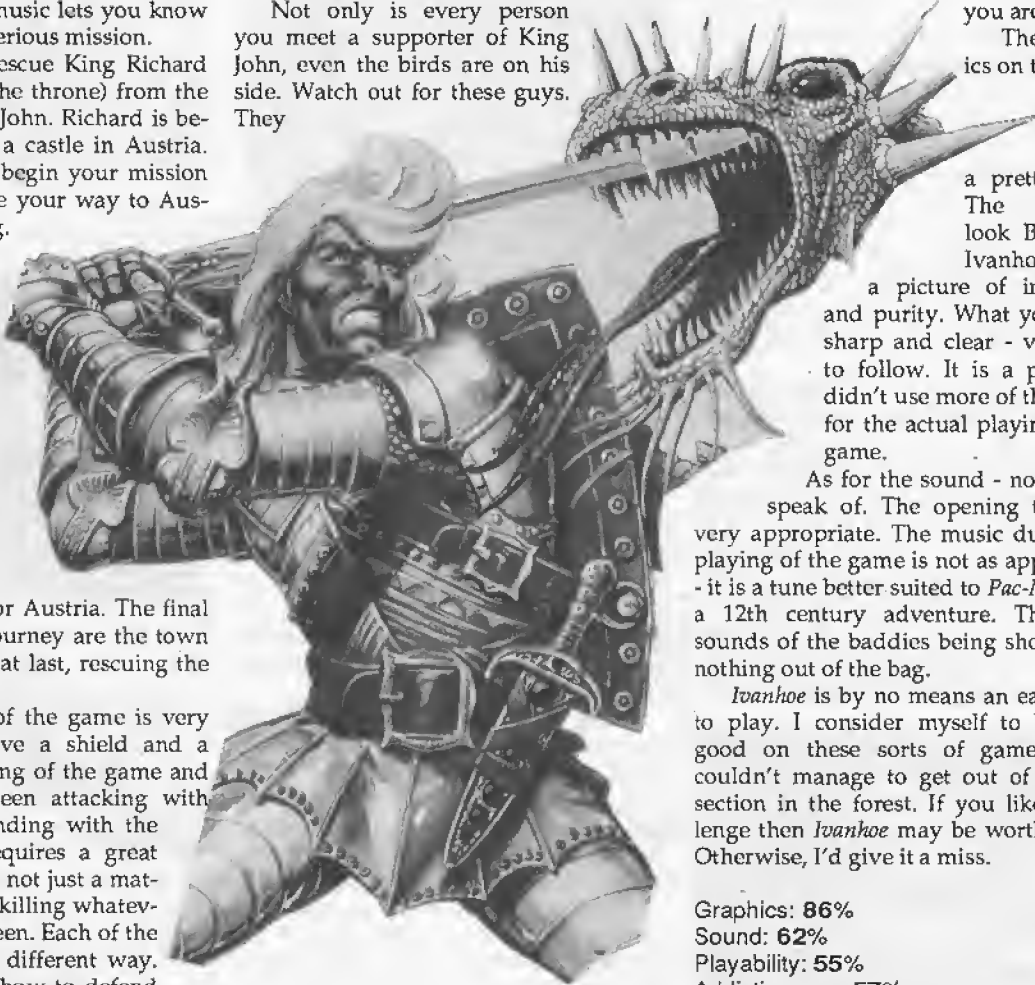 music lets you know
erious mission.
escue King Richard
he throne) from the
John. Richard is be-
a castle in Austria.
begin your mission
e your way to Aus-
g.
or Austria. The final
ourney are the town
at last, rescuing the
of the game is very
ve a shield and a
ng of the game and
een attacking with
nding with the
equires a great
not just a mat-
killing whatev-
een. Each of the
different way.
how to defend
Not only is every person
you meet a supporter of King
John, even the birds are on his
side. Watch out for these guys.
They
you are
The
ics on t
a prett
The
look B
Ivanho
a picture of in
and purity. What yo
sharp and clear - v
to follow. It is a p
didn't use more of th
for the actual playin
game.
As for the sound - no
speak of. The opening t
very appropriate. The music du
playing of the game is not as app
- it is a tune better suited to Pac-M
a 12th century adventure. Th
sounds of the baddies being sho
nothing out of the bag.
Ivanhoe is by no means an ea
to play. I consider myself to
good on these sorts of game
couldn't manage to get out of
section in the forest. If you like
lenge then Ivanhoe may be wort
Otherwise, I'd give it a miss.
Graphics: 86%
Sound: 62%
Playability: 55%
57%